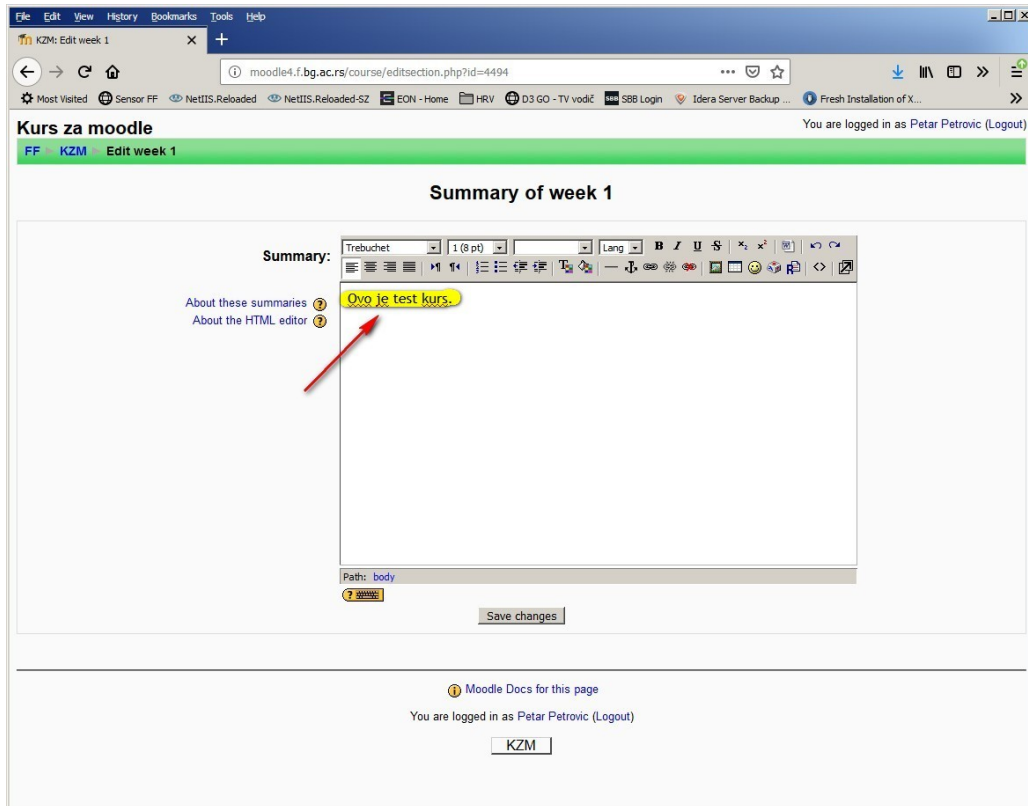 File Edit View History Bookmarks Tools Help
KZM: Edit week 1
moodle4.f.bg.ac.rs/course/editsection.php?id=4494
Most Visited Sensor FF NetIIS.Reloaded NetIIS.Reloaded-SZ EON - Home HRV D3 GO - TV vodič SBB Login Idera Server Backup ... Fresh Installation of X...
Kurs za moodle You are logged in as Petar Petrovic (Logout)
FF KZM Edit week 1
Summary of week 1
Summary: Trebuchet 1 (8 pt) Lang B I U S
About these summaries Ovo je test kurs.
About the HTML editor
Path: body
Save changes
Moodle Docs for this page
You are logged in as Petar Petrovic (Logout)
KZM